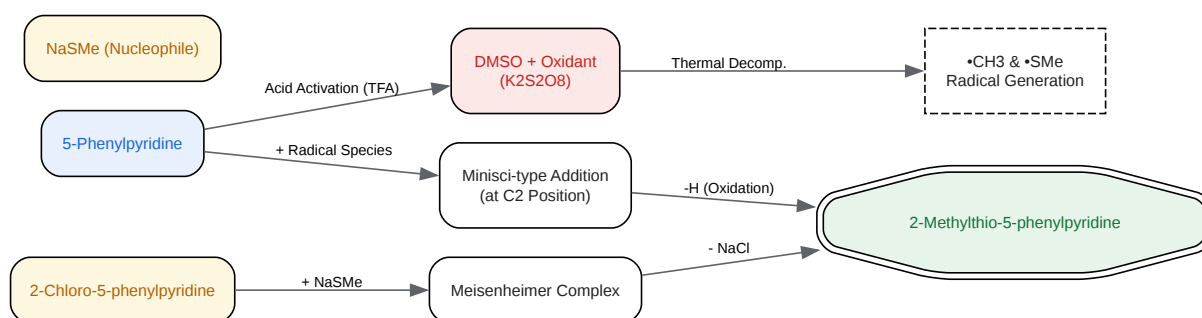 NaSMe (Nucleophile)
DMSO + Oxidant
(K2S2O8)
Thermal Decomp.
•CH3 & •SMe
Radical Generation
Acid Activation (TFA)
5-Phenylpyridine
+ Radical Species
Minisci-type Addition
(at C2 Position)
-H (Oxidation)
2-Methylthio-5-phenylpyridine
- NaCl
2-Chloro-5-phenylpyridine
+ NaSMe
Meisenheimer Complex